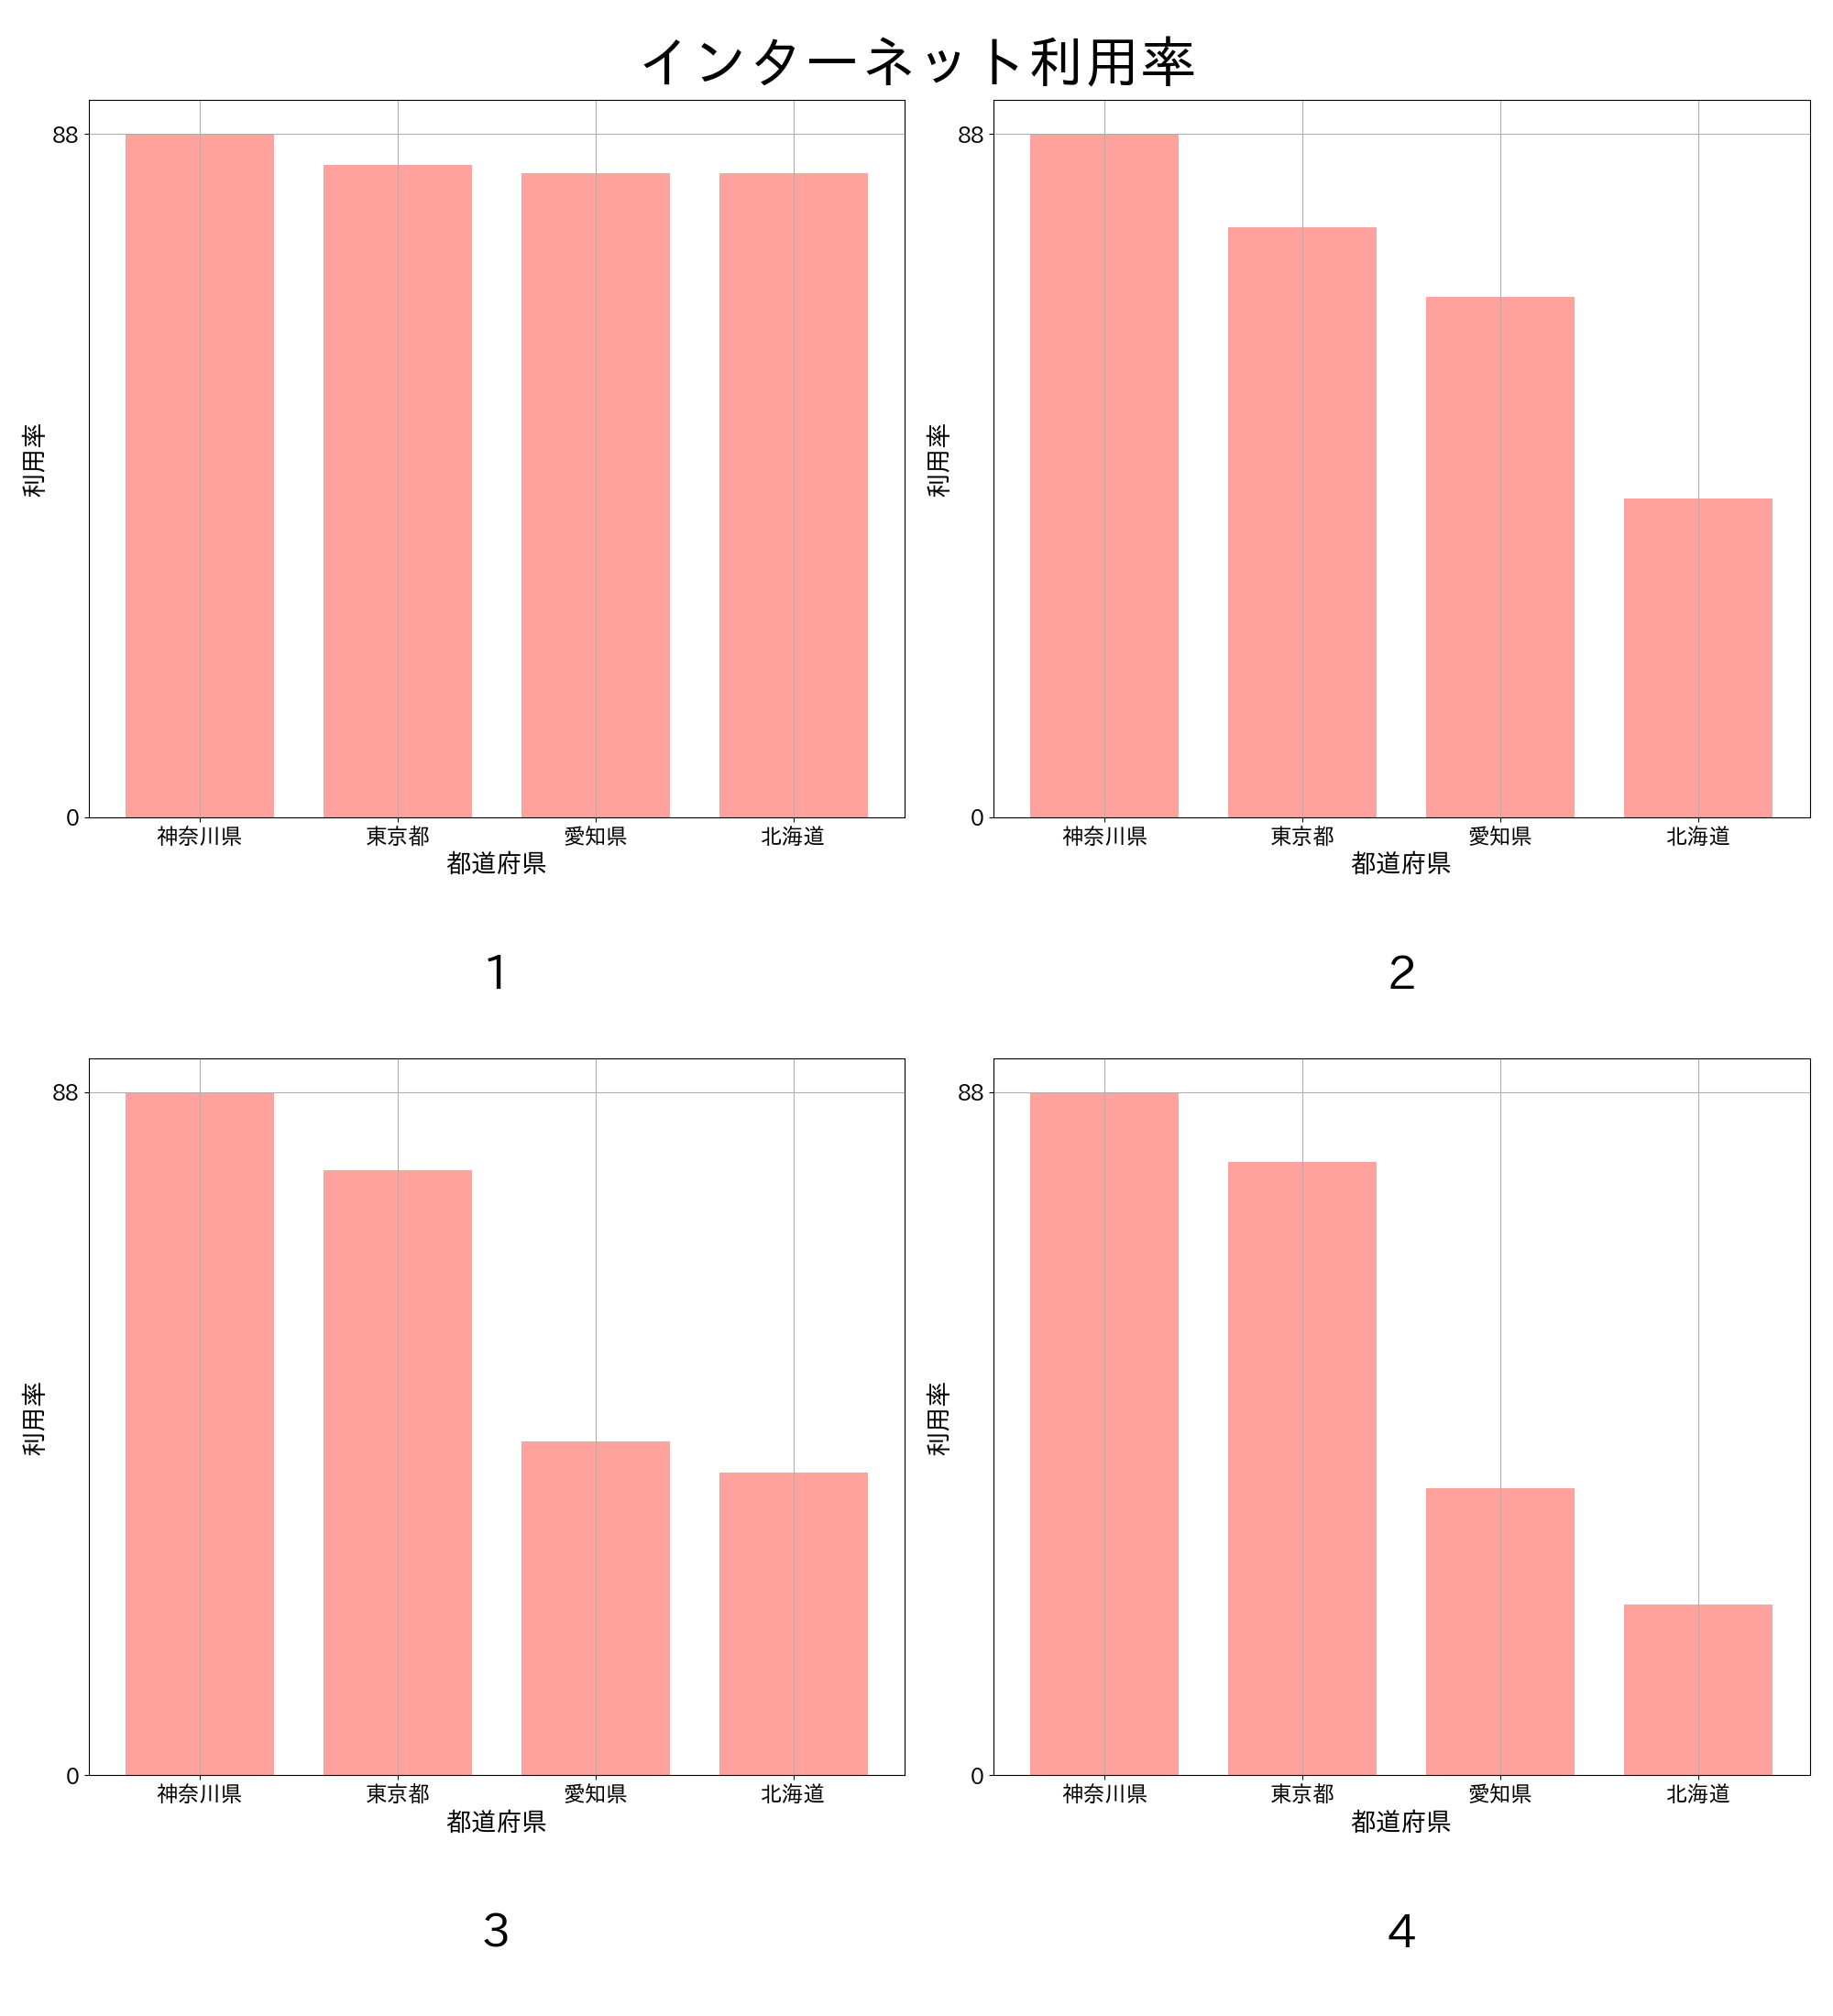 インターネット利用率
88
0
利用率
神奈川県 東京都 愛知県 北海道
都道府県
1
88
0
利用率
神奈川県 東京都 愛知県 北海道
都道府県
2
88
0
利用率
神奈川県 東京都 愛知県 北海道
都道府県
3
88
0
利用率
神奈川県 東京都 愛知県 北海道
都道府県
4